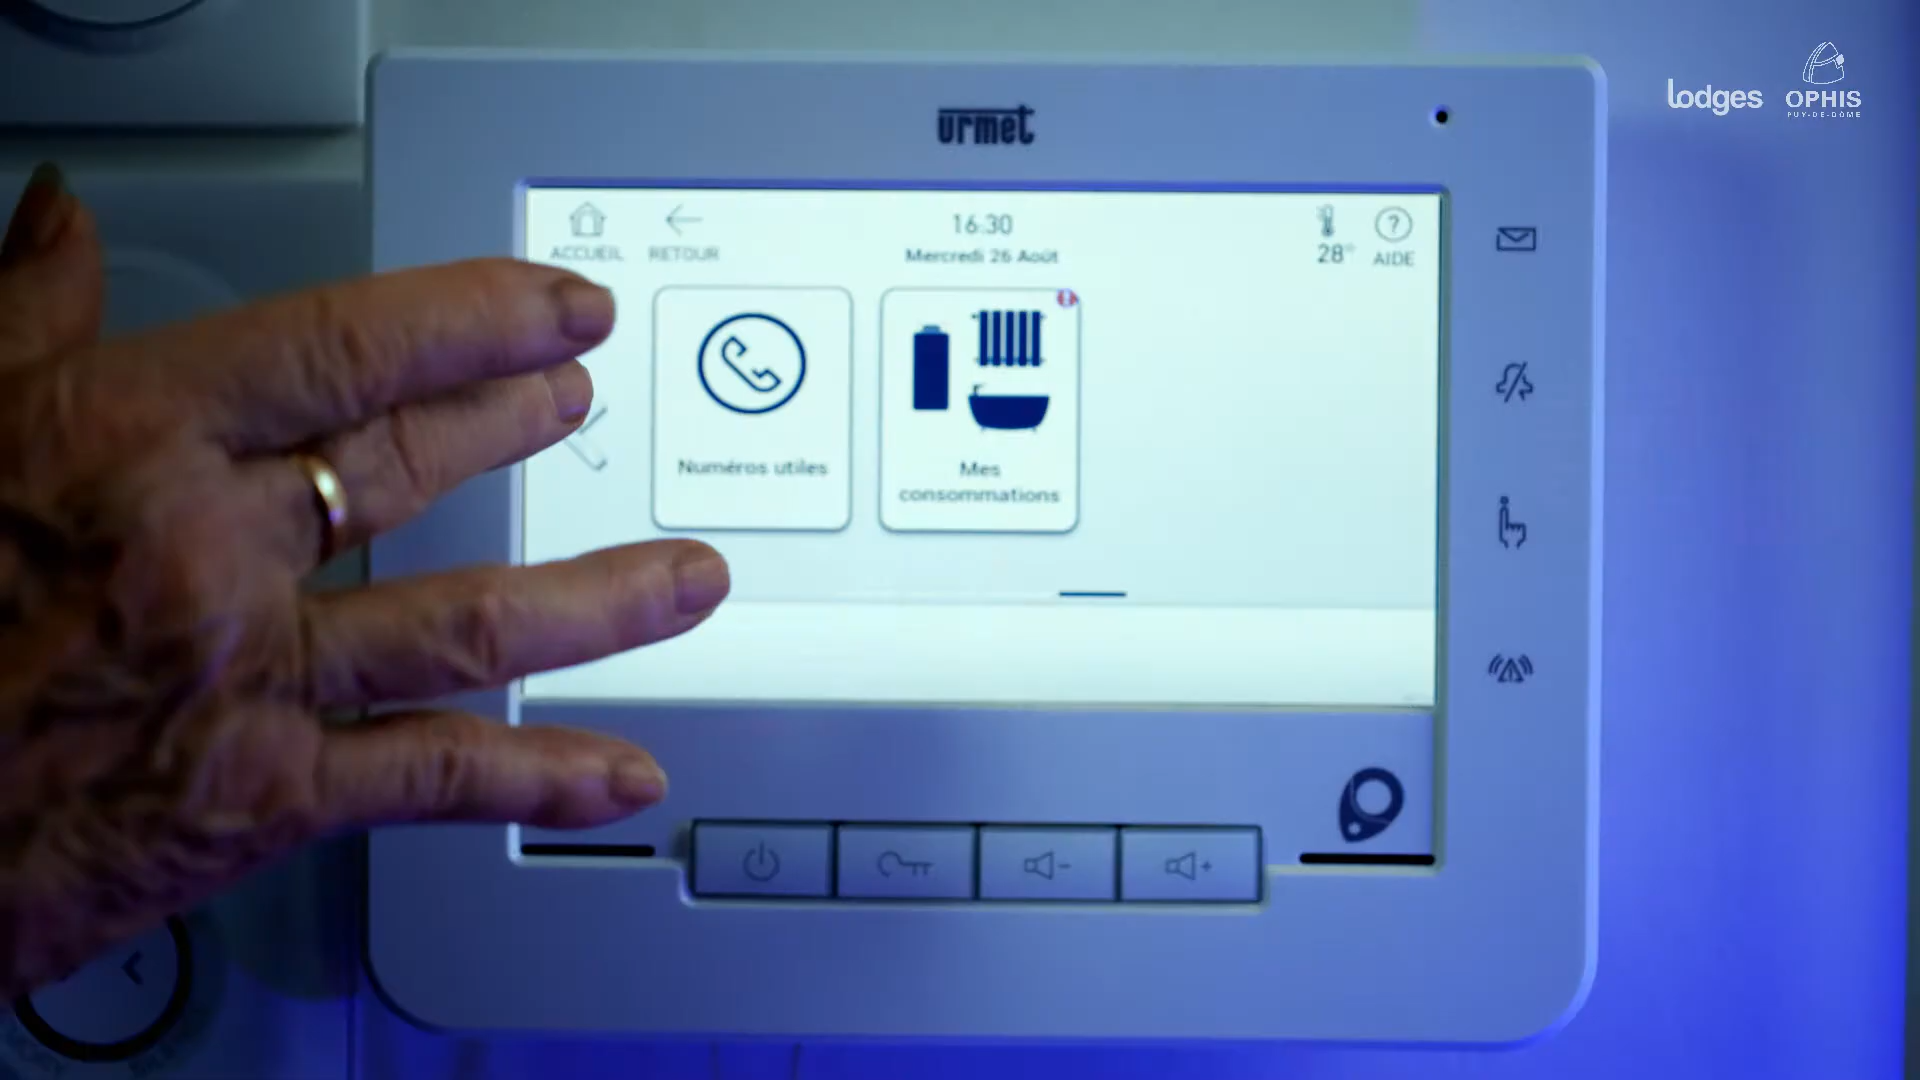 lodges
OPHIS
PUY-DE-DÔME
urmet
ACCUEIL
RETOUR
16:30
Mercredi 26 Août
28°
?
AIDE
Numéros utiles
Mes
consommations